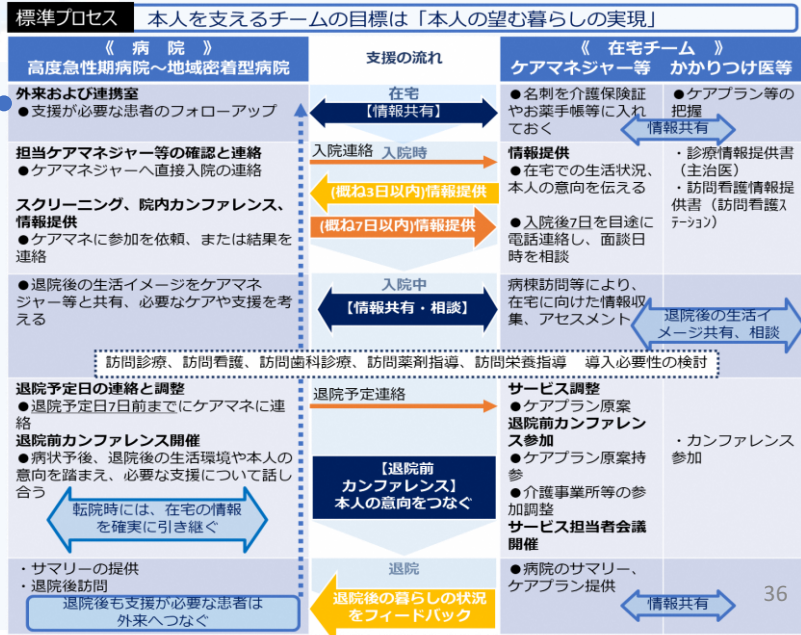 標準プロセス
本人を支えるチームの目標は「本人の望む暮らしの実現」
《 病 院 》
高度急性期病院～地域密着型病院
支援の流れ
《 在宅チーム 》
ケアマネジャー等 かかりつけ医等
外来および連携室
●支援が必要な患者のフォローアップ
在宅
【情報共有】
●名刺を介護保険証
やお薬手帳等に入れ
ておく
●ケアプラン等の
把握
情報共有
担当ケアマネジャー等の確認と連絡
●ケアマネジャーへ直接入院の連絡
スクリーニング、院内カンファレンス、
情報提供
●ケアマネに参加を依頼、または結果を
連絡
入院連絡 入院時
(概ね3日以内)情報提供
(概ね7日以内)情報提供
情報提供
●在宅での生活状況、
本人の意向を伝える
●入院後7日を目途に
電話連絡し、面談日
時を相談
・診療情報提供書
（主治医）
・訪問看護情報提
供書（訪問看護ス
テーション）
●退院後の生活イメージをケアマネ
ジャー等と共有、必要なケアや支援を考
える
入院中
【情報共有・相談】
病棟訪問等により、
在宅に向けた情報収
集、アセスメント
退院後の生活イ
メージ共有、相談
訪問診療、訪問看護、訪問歯科診療、訪問薬剤指導、訪問栄養指導 導入必要性の検討
退院予定日の連絡と調整
●退院予定日7日前までにケアマネに連
絡
退院前カンファレンス開催
●病状予後、退院後の生活環境や本人の
意向を踏まえ、必要な支援について話し
合う
転院時には、在宅の情報
を確実に引き継ぐ
退院予定連絡
【退院前
カンファレンス】
本人の意向をつなぐ
サービス調整
●ケアプラン原案
退院前カンファレン
ス参加
●ケアプラン原案持
参
●介護事業所等の参
加調整
サービス担当者会議
開催
・カンファレンス
参加
・サマリーの提供
・退院後訪問
退院後も支援が必要な患者は
外来へつなぐ
退院
退院後の暮らしの状況
をフィードバック
●病院のサマリー、
ケアプラン提供
情報共有
36